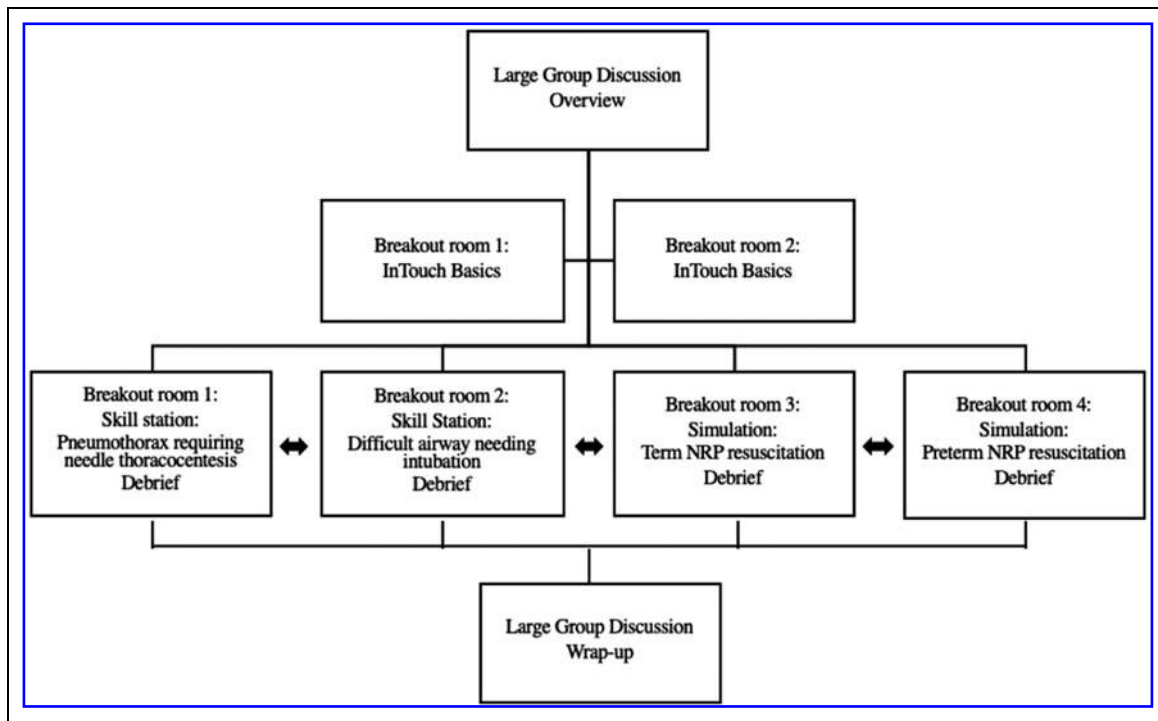 Large Group Discussion
Overview
Breakout room 1:
InTouch Basics
Breakout room 2:
InTouch Basics
Breakout room 1:
Skill station:
Pneumothorax requiring
needle thoracocentesis
Debrief
Breakout room 2:
Skill Station:
Difficult airway needing
intubation
Debrief
Breakout room 3:
Simulation:
Term NRP resuscitation
Debrief
Breakout room 4:
Simulation:
Preterm NRP resuscitation
Debrief
Large Group Discussion
Wrap-up